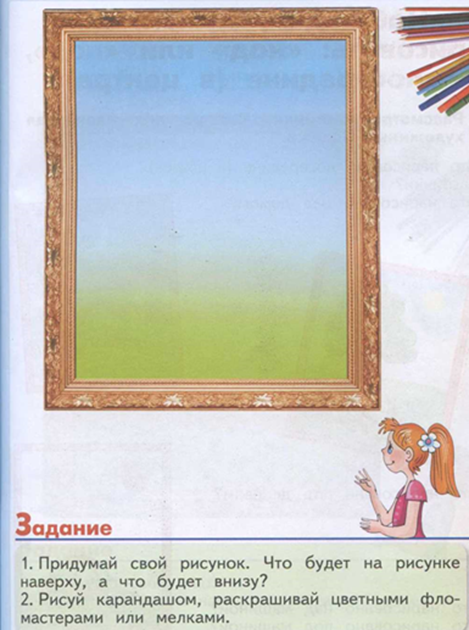 Задание
1. Придумай свой рисунок. Что будет на рисунке
наверху, а что будет внизу?
2. Рисуй карандашом, раскрашивай цветными фло-
мастерами или мелками.